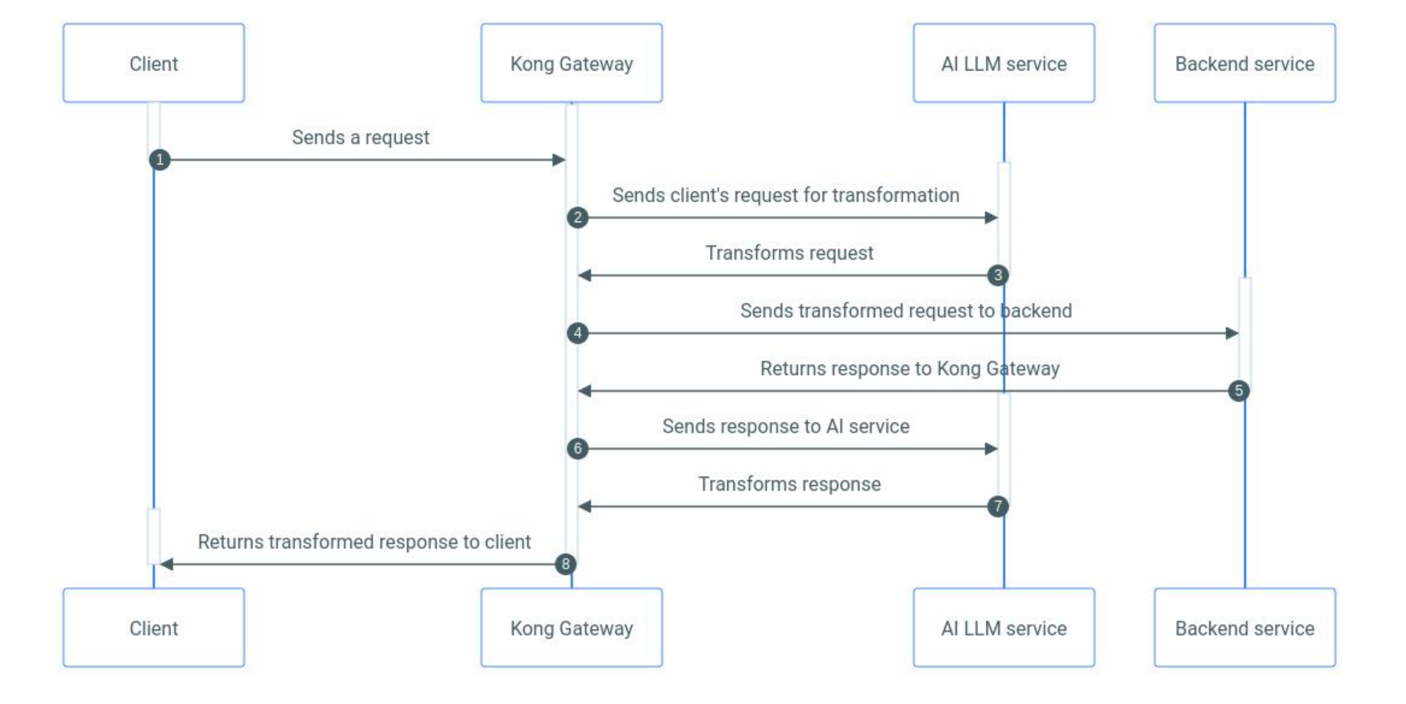 Client
Kong Gateway
AI LLM service
Backend service
Sends a request
1
Sends client's request for transformation
2
Transforms request
3
Sends transformed request to backend
4
Returns response to Kong Gateway
5
Sends response to AI service
6
Transforms response
7
Returns transformed response to client
8
Client
Kong Gateway
AI LLM service
Backend service